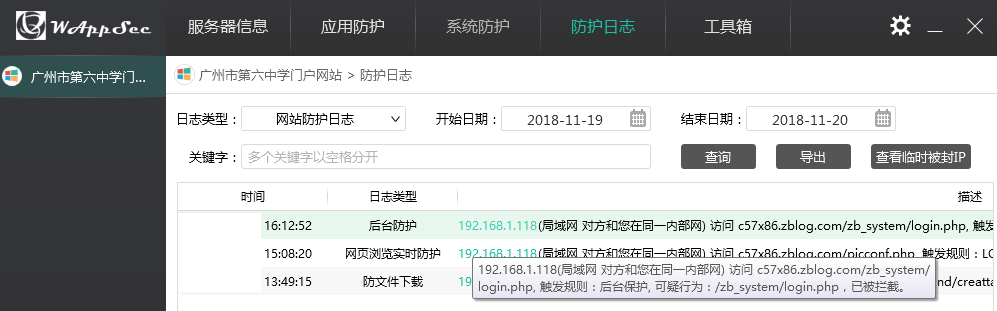 WAppSec 服务器信息 应用防护 系统防护 防护日志 工具箱
广州市第六中学门... 广州市第六中学门户网站 > 防护日志
日志类型： 网站防护日志 开始日期： 2018-11-19 结束日期： 2018-11-20
关键字： 多个关键字以空格分开 查询 导出 查看临时被封IP
时间 日志类型 描述
16:12:52 后台防护 192.168.1.118(局域网 对方和您在同一内部网) 访问 c57x86.zblog.com/zb_system/login.php, 触
15:08:20 网页浏览实时防护 192.168.1.118(局域网 对方和您在同一内部网) 访问 c57x86.zblog.com/picconf.php, 触发规则：LO
192.168.1.118(局域网 对方和您在同一内部网) 访问 c57x86.zblog.com/zb_system/
login.php, 触发规则：后台保护, 可疑行为：/zb_system/login.php，已被拦截。
13:49:15 防文件下载 nd/creatta